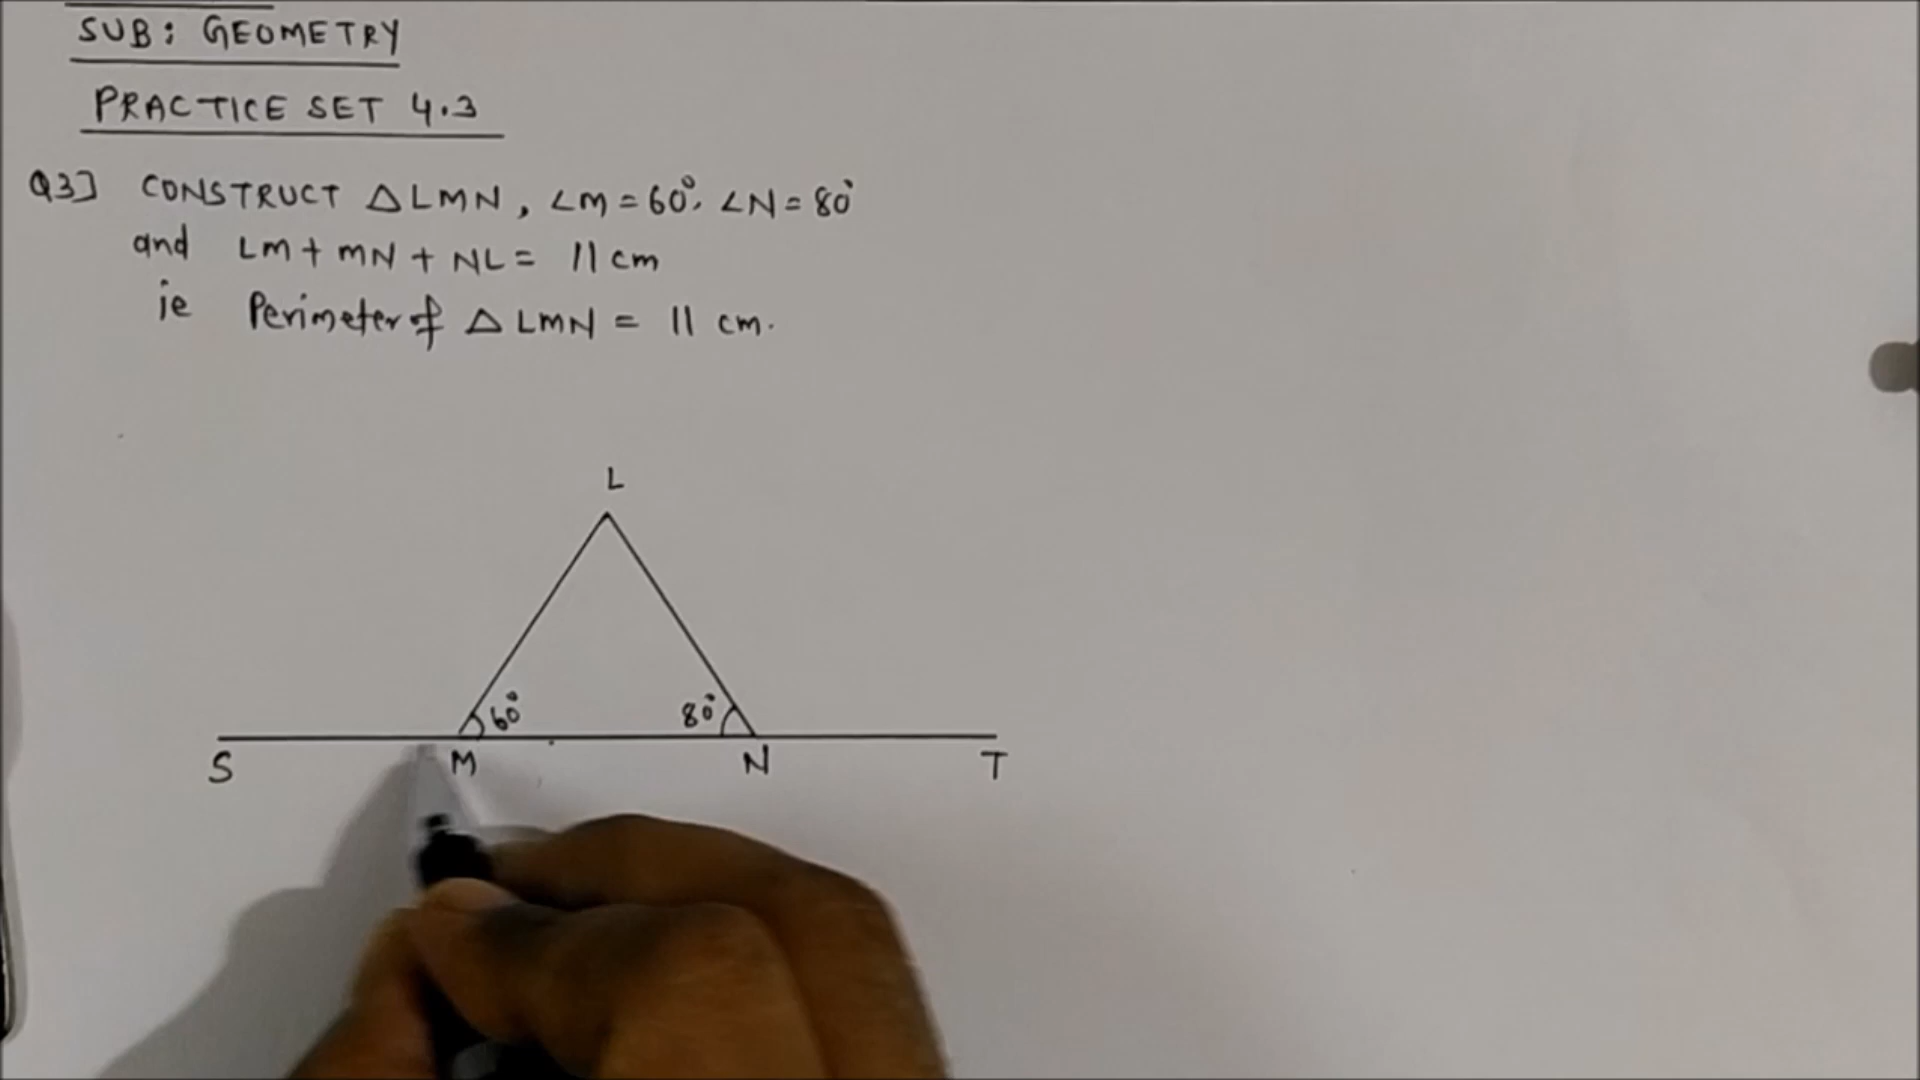 SUB: GEOMETRY
PRACTICE SET 4.3
Q3] CONSTRUCT △LMN, ∠M=60°, ∠N=80°
and LM+MN+NL= 11 cm
ie Perimeter of △LMN = 11 cm.
L
60° 80°
S M N T